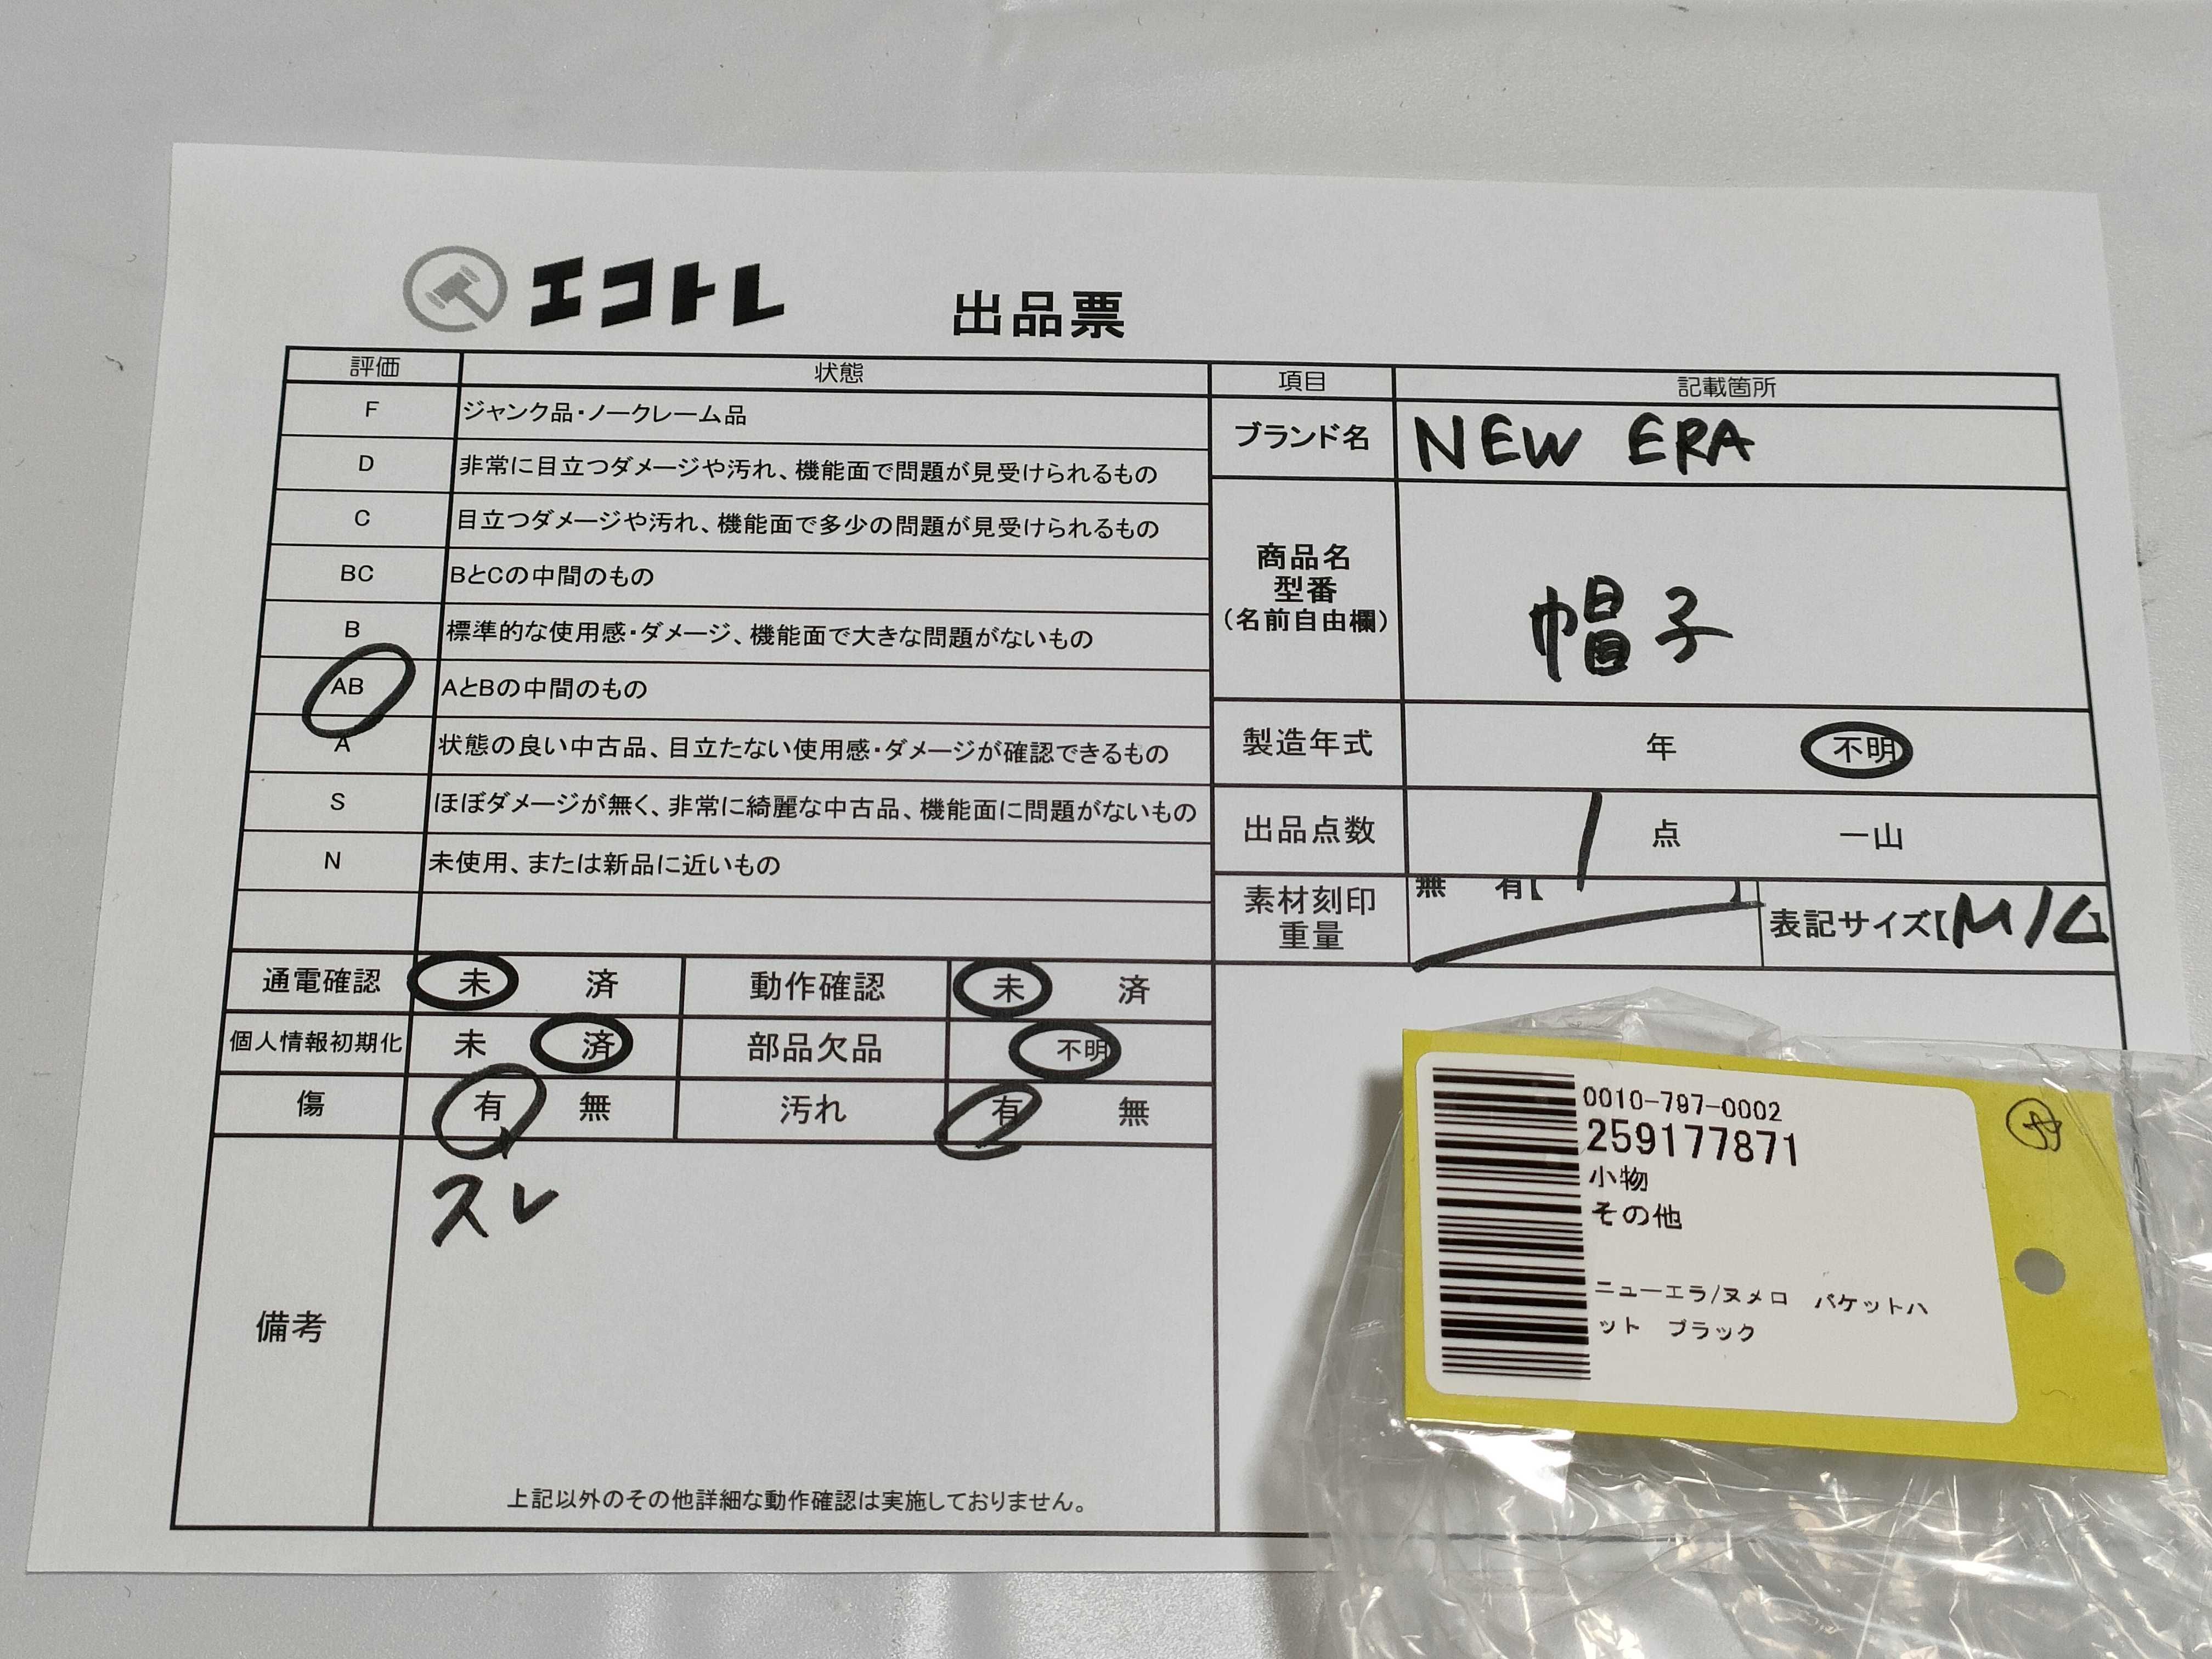 エコトレ 出品票
評価 状態 項目 記載箇所
F ジャンク品・ノークレーム品
D 非常に目立つダメージや汚れ、機能面で問題が見受けられるもの
C 目立つダメージや汚れ、機能面で多少の問題が見受けられるもの
BC BとCの中間のもの
B 標準的な使用感・ダメージ、機能面で大きな問題がないもの
AB AとBの中間のもの
A 状態の良い中古品、目立たない使用感・ダメージが確認できるもの
S ほぼダメージが無く、非常に綺麗な中古品、機能面に問題がないもの
N 未使用、または新品に近いもの
ブランド名 NEW ERA
商品名
型番
(名前自由欄)
帽子
製造年式 年 不明
出品点数 1 点 一山
素材刻印
重量
無 有【 】
表記サイズ【M/L】
通電確認 未 済 動作確認 未 済
個人情報初期化 未 済 部品欠品 不明
傷 有 無 汚れ 有 無
備考
スレ
上記以外のその他詳細な動作確認は実施しておりません。
0010-797-0002
259177871
小物
その他
ニューエラ/ヌメロ バケットハ
ット ブラック